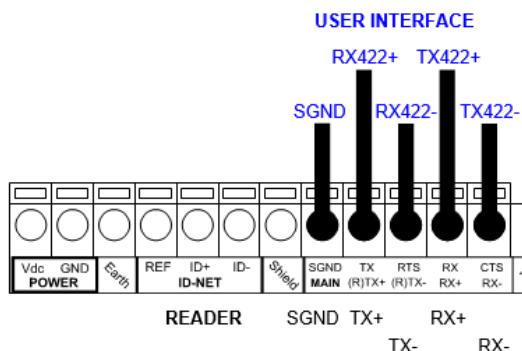 USER INTERFACE
RX422+ TX422+
SGND RX422- TX422-
Vdc GND Earth REF ID+ ID- Shield SGND TX RTS RX CTS
POWER ID-NET MAIN (R)TX+ (R)TX- RX+ RX-
READER SGND TX+ RX+
TX- RX-